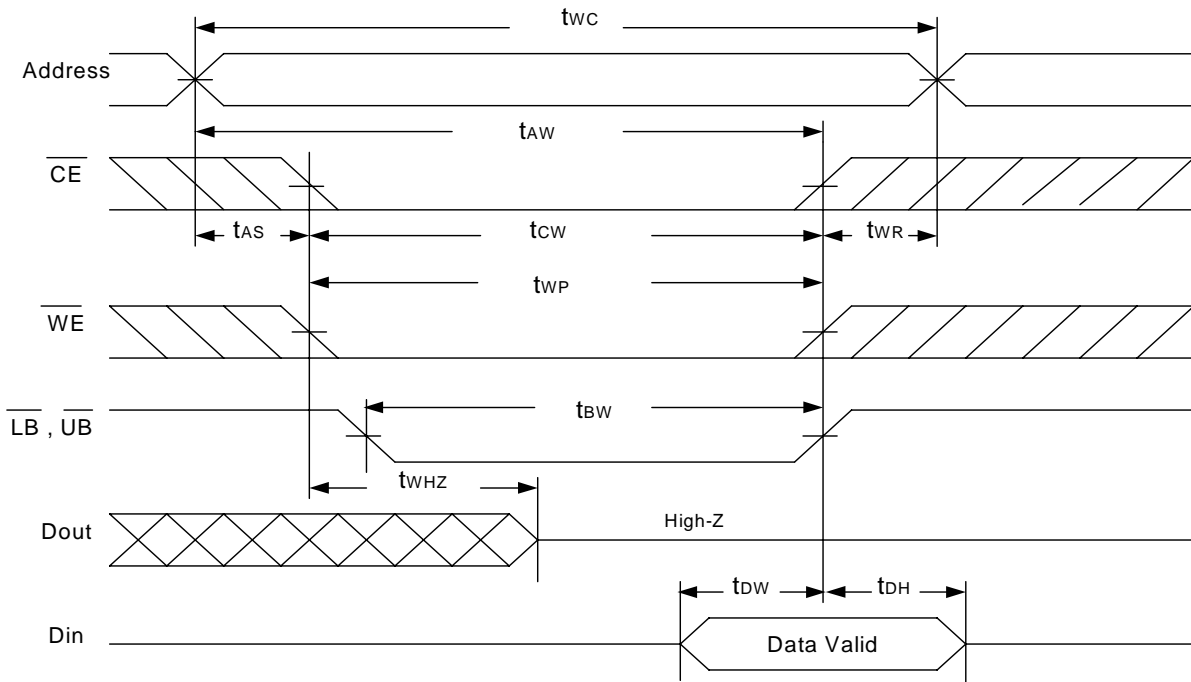 tWC
Address
tAW
CE
tAS
tCW
tWR
tWP
WE
tBW
LB , UB
tWHZ
Dout
High-Z
tDW
tDH
Din
Data Valid